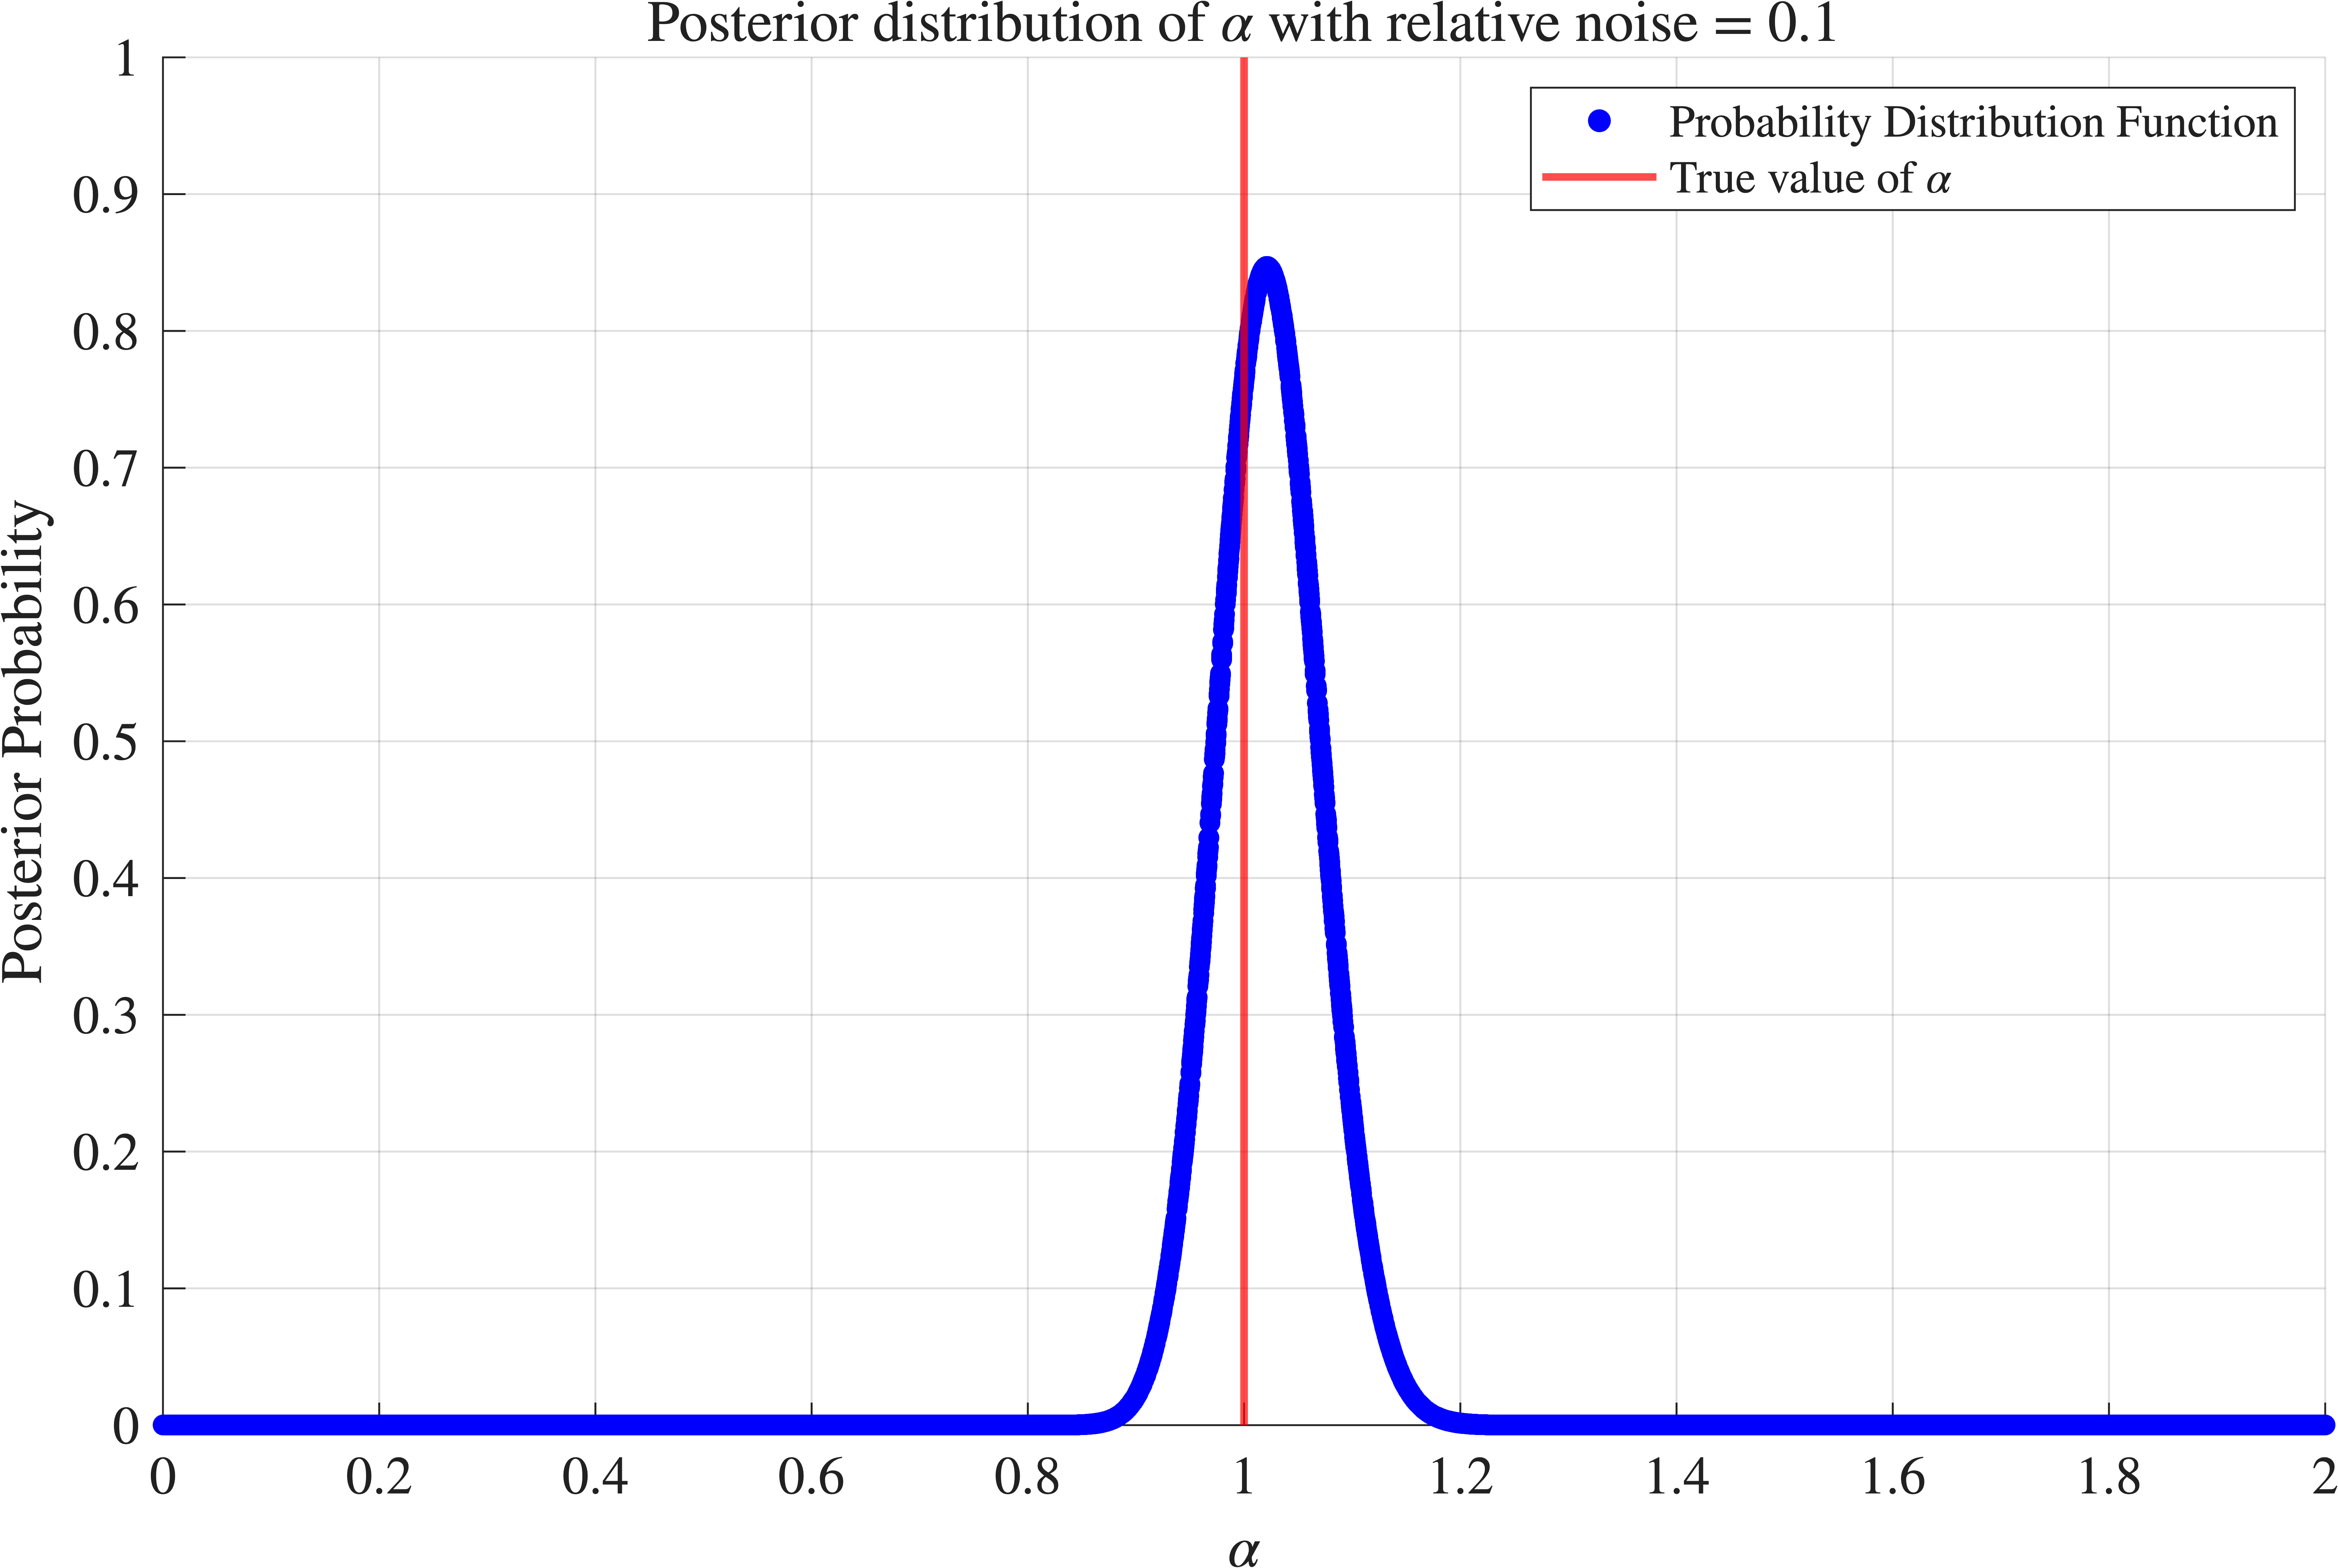 Posterior distribution of α with relative noise = 0.1
Probability Distribution Function
True value of α
Posterior Probability
1
0.9
0.8
0.7
0.6
0.5
0.4
0.3
0.2
0.1
0
0 0.2 0.4 0.6 0.8 1 1.2 1.4 1.6 1.8 2
α